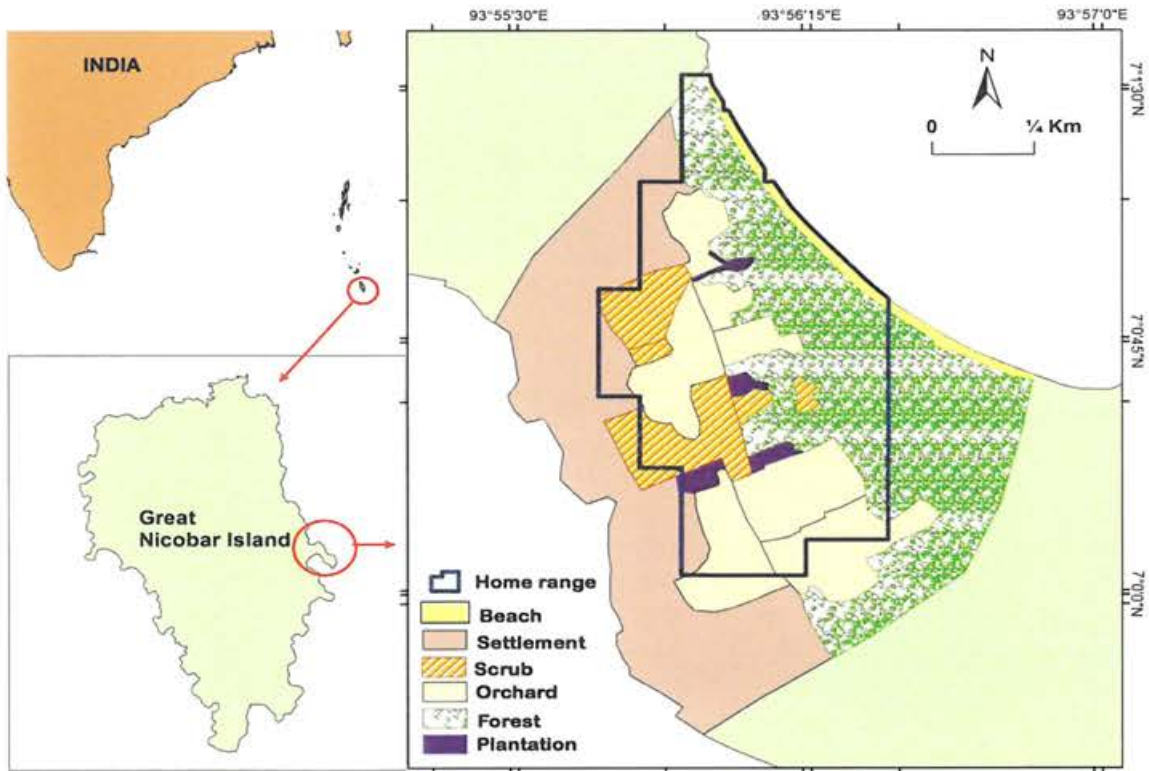 93°55'30"E
93°56'15"E
93°57'0"E
INDIA
N
0 ¼ Km
7°1'30"N
7°0'45"N
7°0'0"N
Great
Nicobar Island
Home range
Beach
Settlement
Scrub
Orchard
Forest
Plantation